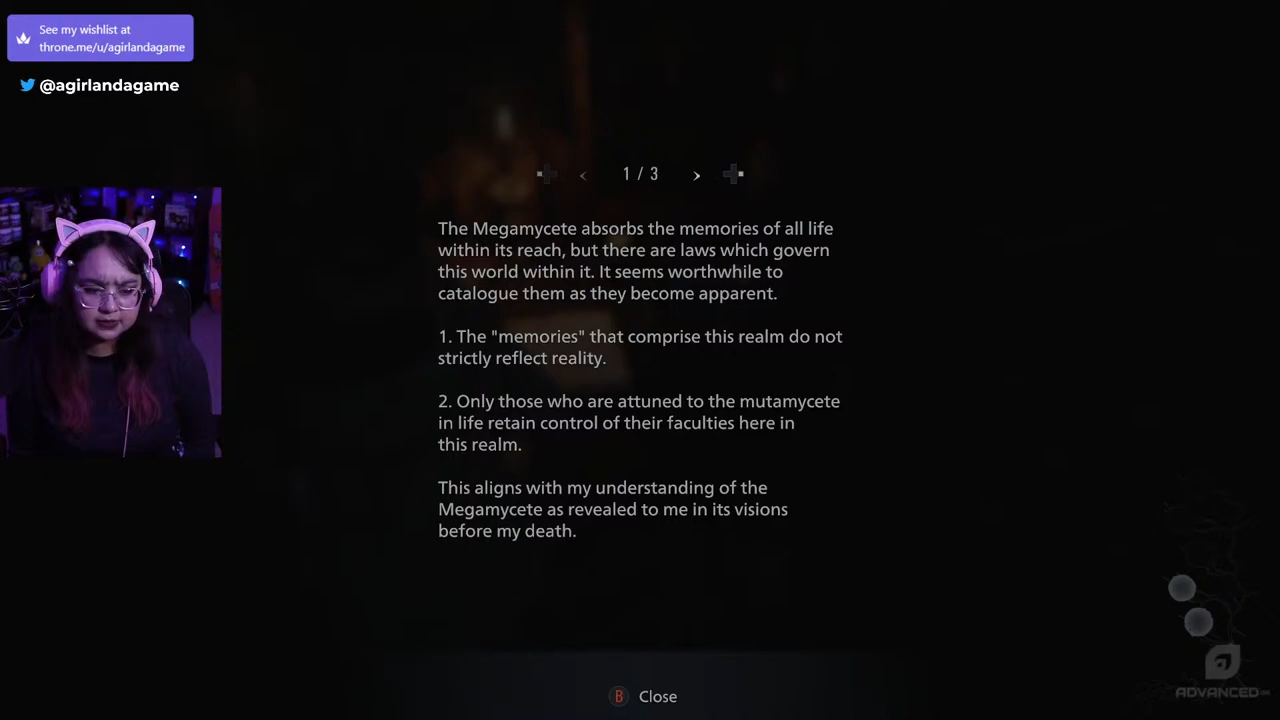 See my wishlist at
throne.me/u/agirlandagame
@agirlandagame
1 / 3
The Megamycete absorbs the memories of all life
within its reach, but there are laws which govern
this world within it. It seems worthwhile to
catalogue them as they become apparent.
1. The "memories" that comprise this realm do not
strictly reflect reality.
2. Only those who are attuned to the mutamycete
in life retain control of their faculties here in
this realm.
This aligns with my understanding of the
Megamycete as revealed to me in its visions
before my death.
B Close
ADVANCED